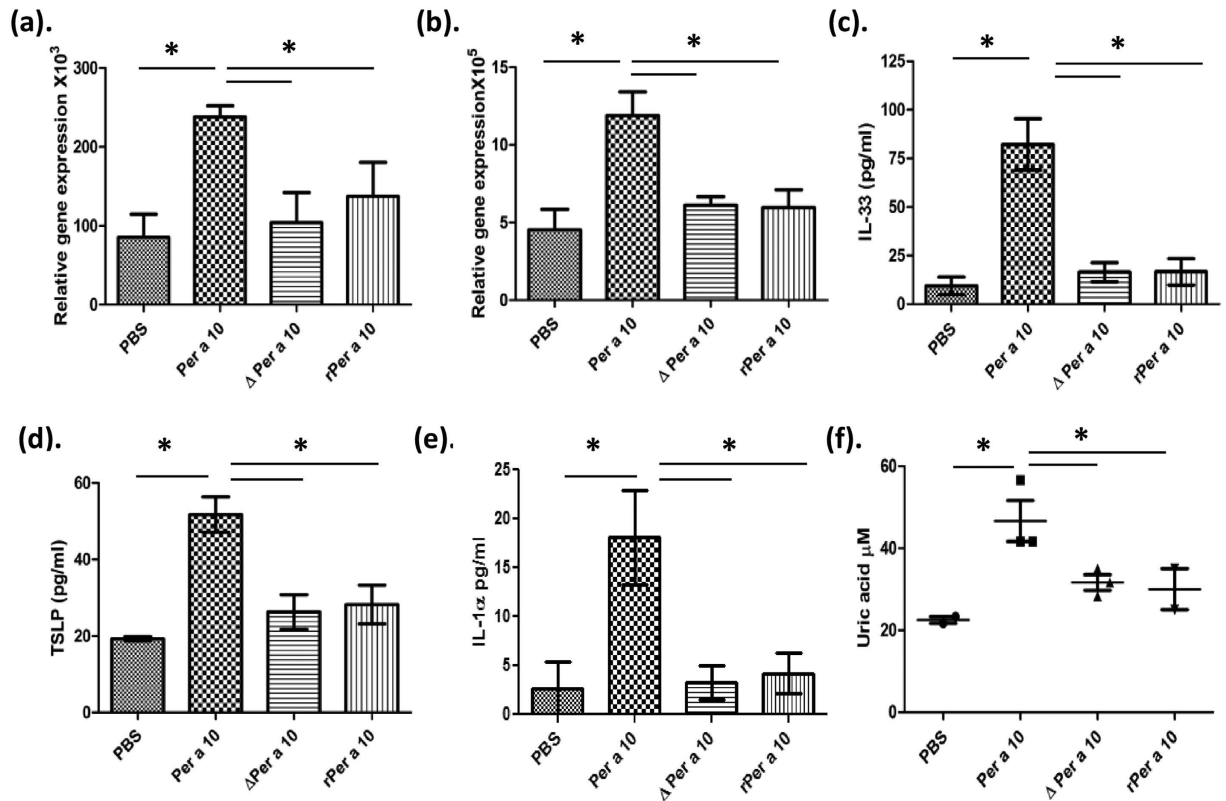 (a).
*
*
Relative gene expression X10³
300
200
100
0
PBS
Per a 10
Δ Per a 10
rPer a 10
(b).
*
*
Relative gene expressionX10⁵
15
10
5
0
PBS
Per a 10
Δ Per a 10
rPer a 10
(c).
*
*
IL-33 (pg/ml)
125
100
75
50
25
0
PBS
Per a 10
Δ Per a 10
rPer a 10
(d).
*
*
TSLP (pg/ml)
60
40
20
0
PBS
Per a 10
ΔPer a 10
rPer a 10
(e).
*
*
IL-1α pg/ml
25
20
15
10
5
0
PBS
Per a 10
Δ Per a 10
rPer a 10
(f).
*
*
Uric acid μM
60
40
20
0
PBS
Per a 10
Δ Per a 10
rPer a 10